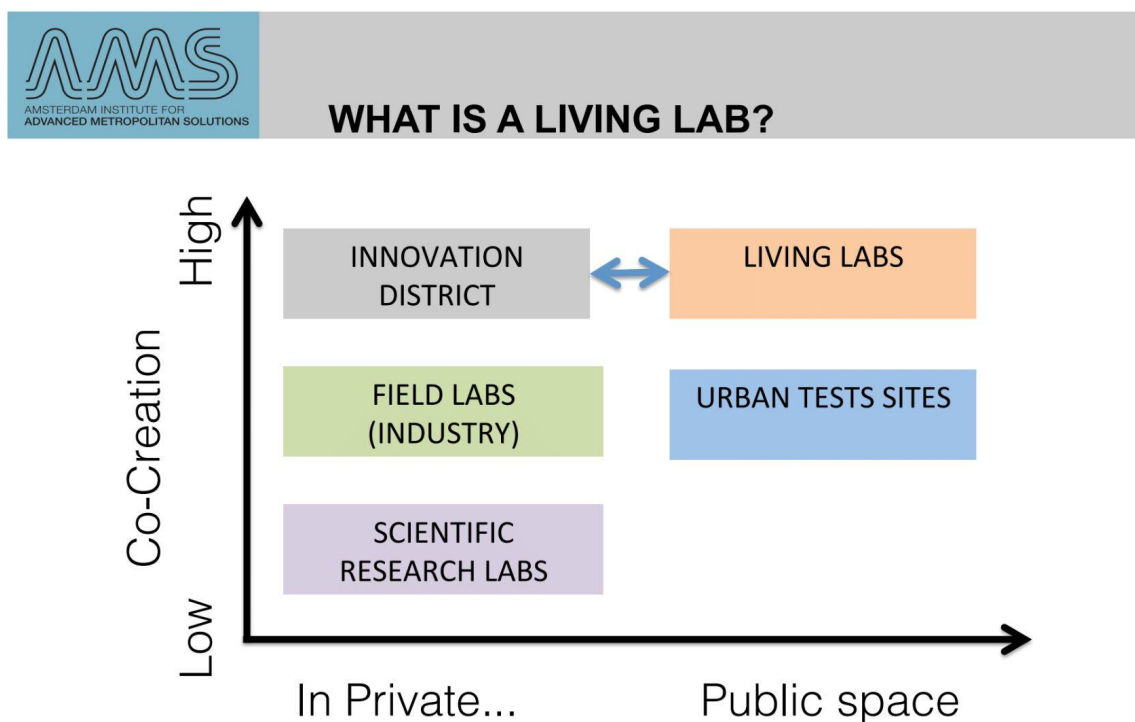 AMS
AMSTERDAM INSTITUTE FOR
ADVANCED METROPOLITAN SOLUTIONS
WHAT IS A LIVING LAB?
High
Co-Creation
Low
INNOVATION
DISTRICT
LIVING LABS
FIELD LABS
(INDUSTRY)
URBAN TESTS SITES
SCIENTIFIC
RESEARCH LABS
In Private...
Public space